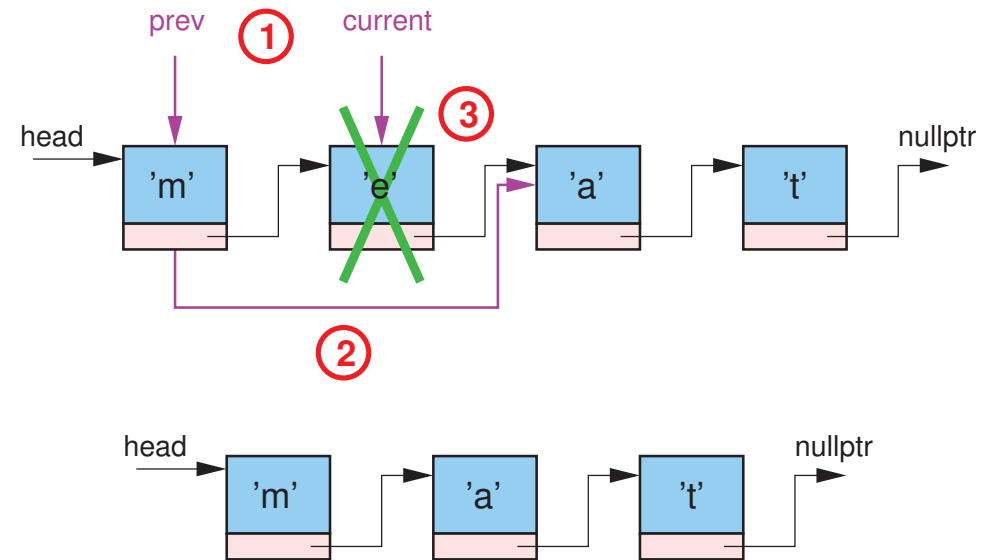 prev 1 current
3
head nullptr
’m’ ’e’ ’a’ ’t’
2
head nullptr
’m’ ’a’ ’t’